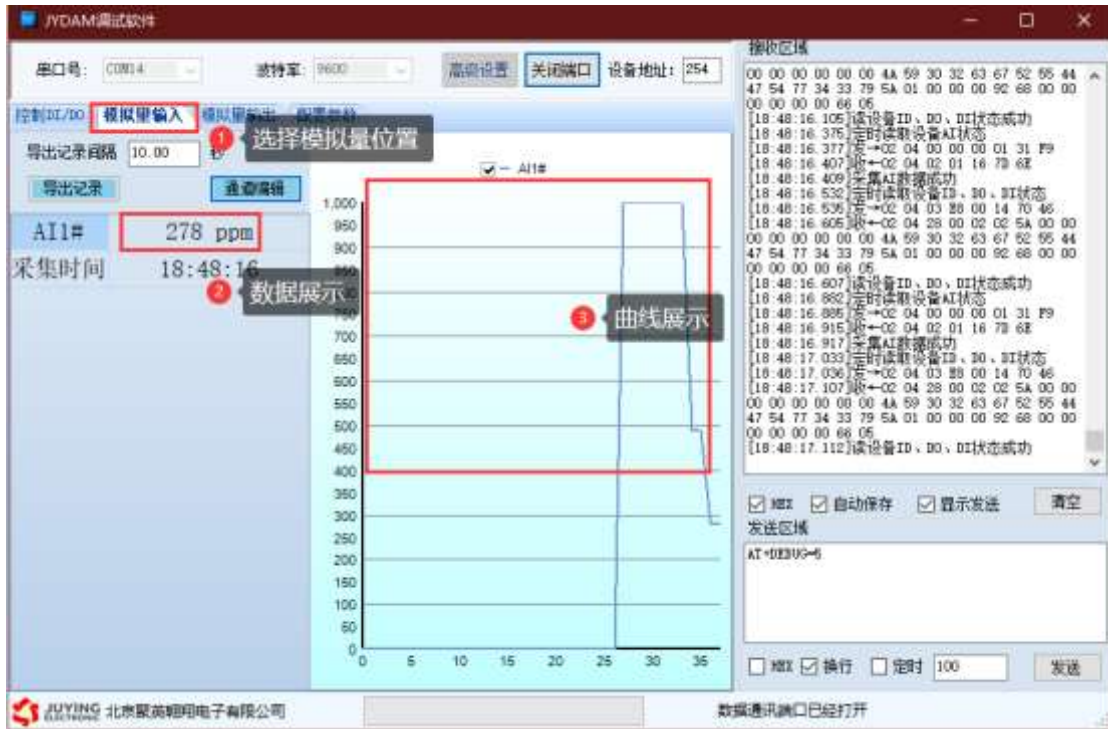 JYDAM调试软件
串口号: COM14 波特率: 9600 高级设置 关闭端口 设备地址: 254
控制DI/DO 模拟量输入 模拟量输出 配置参数
1 选择模拟量位置
导出记录间隔 10.00 秒
导出记录 通道编辑
AI1# 278 ppm
采集时间 18:48:16
2 数据展示
AI1#
3 曲线展示
1,000
950
900
700
650
600
550
500
450
400
350
300
250
200
150
100
50
0
0 5 10 15 20 25 30 35
接收区域
00 00 00 00 00 00 4A 59 30 32 63 67 52 55 44
47 54 77 34 33 79 5A 01 00 00 00 92 68 00 00
00 00 00 00 66 05
[18:48:16.105]读设备ID、DO、DI状态成功
[18:48:16.375]定时读取设备AI状态
[18:48:16.377]发→02 04 00 00 00 01 31 F9
[18:48:16.407]收←02 04 02 01 16 7D 6E
[18:48:16.409]采集AI数据成功
[18:48:16.532]定时读取设备ID、DO、DI状态
[18:48:16.535]发→02 04 03 E8 00 14 70 46
[18:48:16.605]收←02 04 28 00 02 02 5A 00 00
00 00 00 00 00 00 4A 59 30 32 63 67 52 55 44
47 54 77 34 33 79 5A 01 00 00 00 92 68 00 00
00 00 00 00 66 05
[18:48:16.607]读设备ID、DO、DI状态成功
[18:48:16.882]定时读取设备AI状态
[18:48:16.885]发→02 04 00 00 00 01 31 F9
[18:48:16.915]收←02 04 02 01 16 7D 6E
[18:48:16.917]采集AI数据成功
[18:48:17.033]定时读取设备ID、DO、DI状态
[18:48:17.036]发→02 04 03 E8 00 14 70 46
[18:48:17.107]收←02 04 28 00 02 02 5A 00 00
00 00 00 00 00 00 4A 59 30 32 63 67 52 55 44
47 54 77 34 33 79 5A 01 00 00 00 92 68 00 00
00 00 00 00 66 05
[18:48:17.112]读设备ID、DO、DI状态成功
HEX 自动保存 显示发送 清空
发送区域
AT+DEBUG=5
HEX 换行 定时 100 发送
JUYING ELECTRONIC 北京聚英翱翔电子有限公司
数据通讯端口已经打开